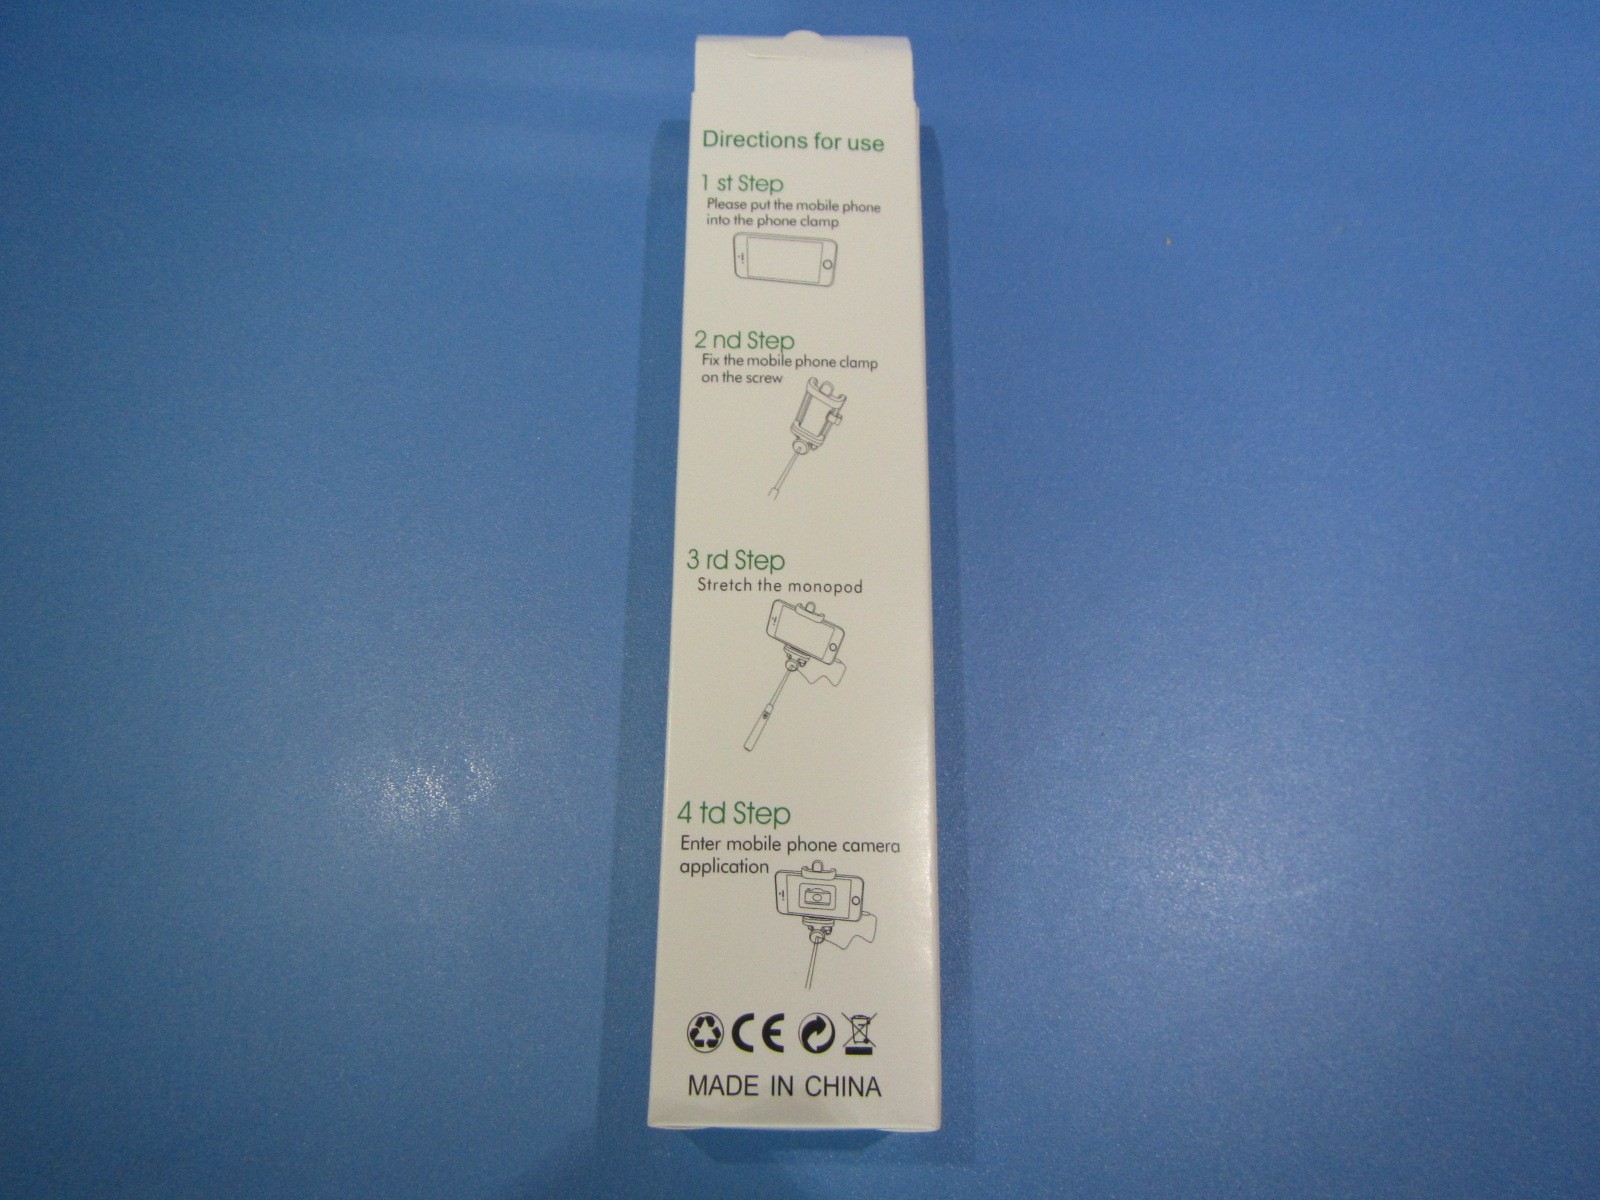 Directions for use
1 st Step
Please put the mobile phone
into the phone clamp
2 nd Step
Fix the mobile phone clamp
on the screw
3 rd Step
Stretch the monopod
4 td Step
Enter mobile phone camera
application
CE
MADE IN CHINA